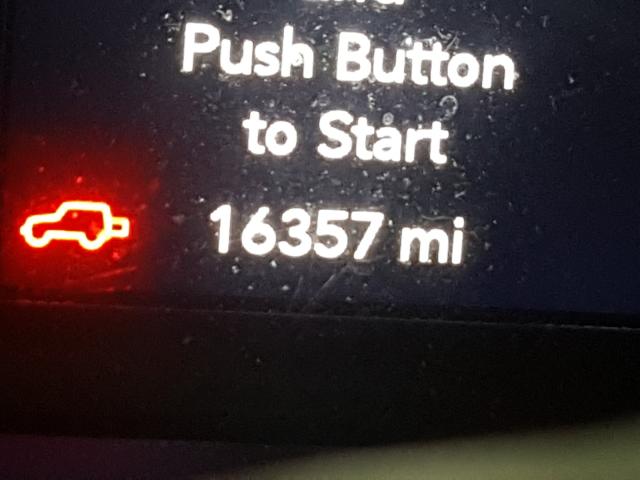 Push Button
to Start
16357 mi